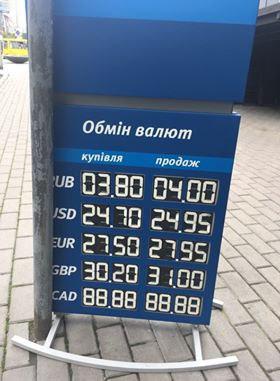 Обмін валют
купівля продаж
RUB 03.80 04.00
USD 24.70 24.95
EUR 27.50 27.95
GBP 30.20 31.00
CAD 88.88 88.88